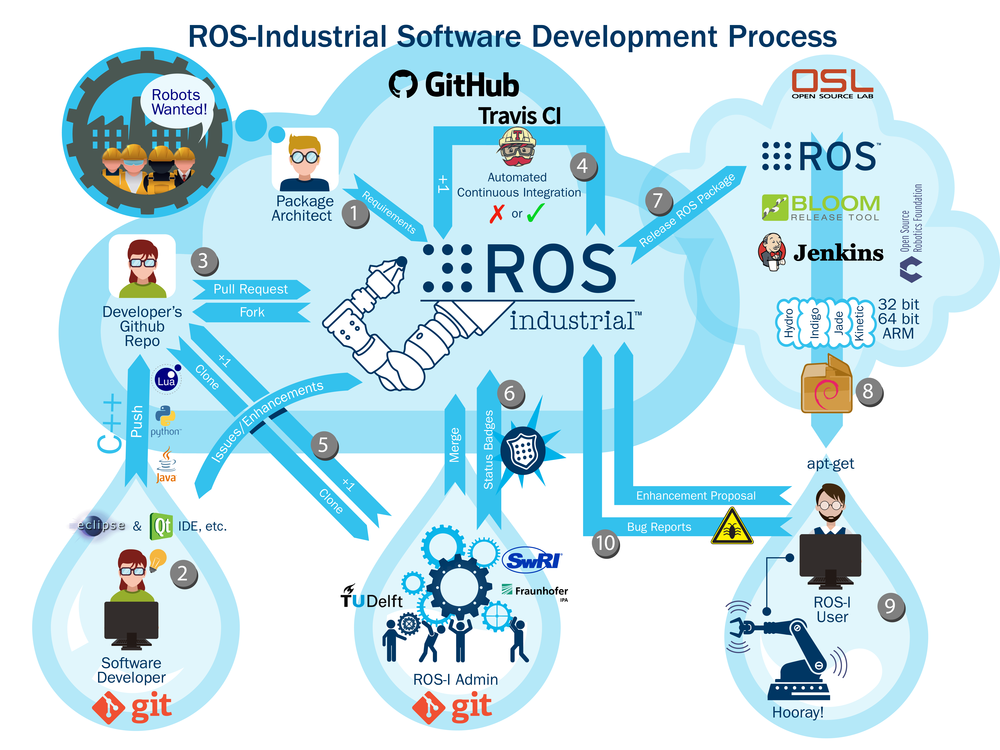 ROS-Industrial Software Development Process
Robots
Wanted!
GitHub
Travis CI
OSL
OPEN SOURCE LAB
Package
Architect
1
Requirements
+1
T
Automated
Continuous Integration
✗ or ✓
4
7
Release ROS Package
ROS™
BLOOM
RELEASE TOOL
Jenkins
Open Source
Robotics Foundation
3
Pull Request
Fork
Developer's
Github
Repo
ROS
industrial™
Hydro
Indigo
Jade
Kinetic
32 bit
64 bit
ARM
8
apt-get
C++
Push
Lua
python
Java
+1
Clone
Issues/Enhancements
5
+1
Clone
Merge
Status Badges
6
Enhancement Proposal
Bug Reports
10
eclipse & Qt IDE, etc.
2
Software
Developer
git
SwRI
TUDelft
Fraunhofer
IPA
ROS-I Admin
git
ROS-I
User
9
Hooray!